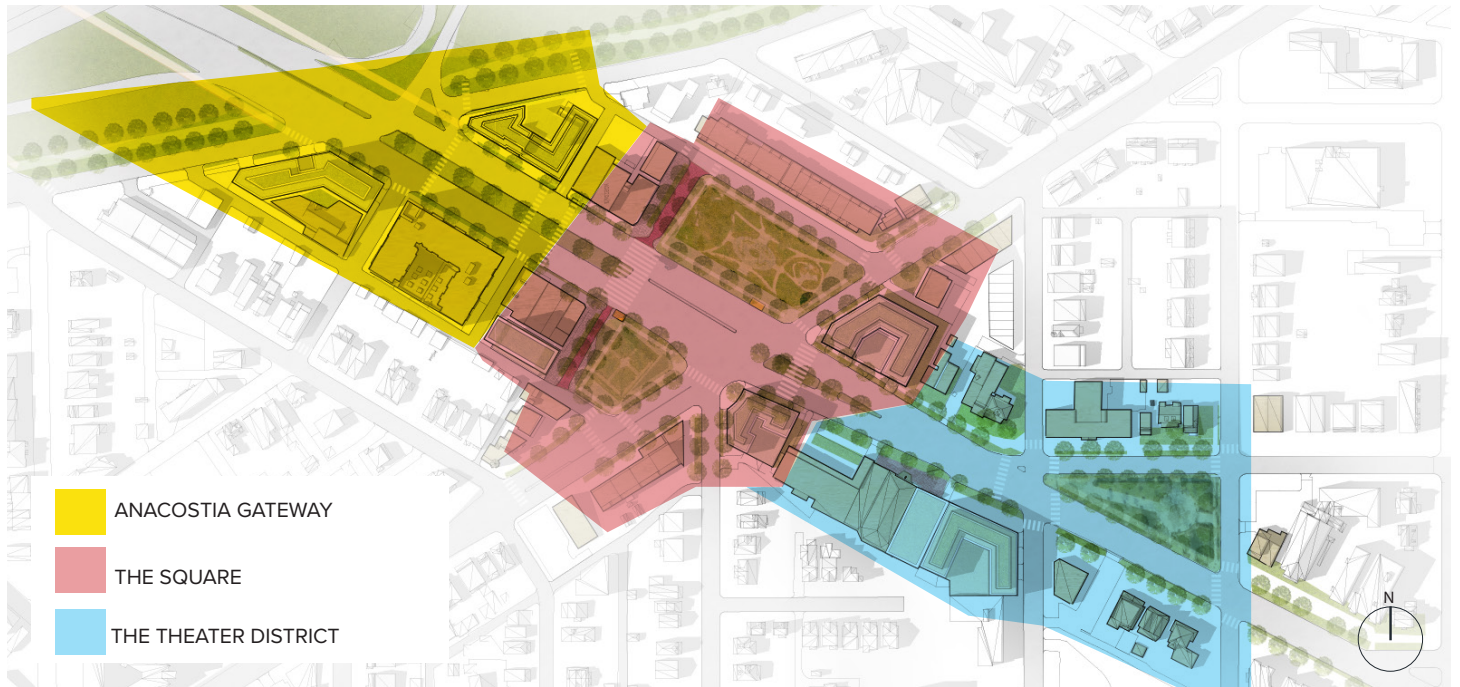 ANACOSTIA GATEWAY
THE SQUARE
THE THEATER DISTRICT
N